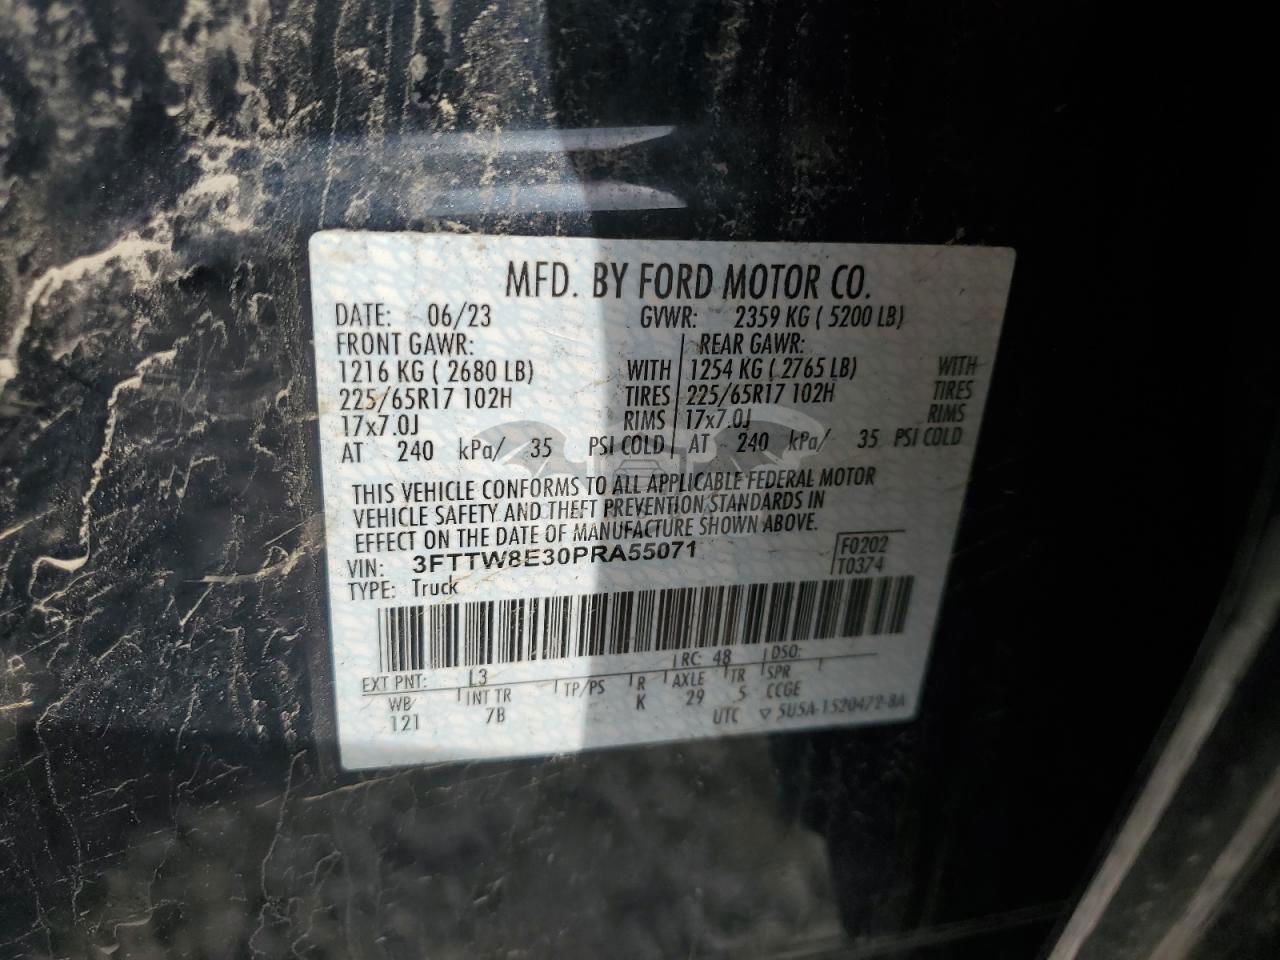 MFD. BY FORD MOTOR CO.
DATE: 06/23 GVWR: 2359 KG ( 5200 LB)
FRONT GAWR: REAR GAWR:
1216 KG ( 2680 LB) WITH 1254 KG ( 2765 LB) WITH
225/65R17 102H TIRES 225/65R17 102H TIRES
17x7.0J RIMS 17x7.0J RIMS
AT 240 kPa/ 35 PSI COLD AT 240 kPa/ 35 PSI COLD
THIS VEHICLE CONFORMS TO ALL APPLICABLE FEDERAL MOTOR
VEHICLE SAFETY AND THEFT PREVENTION STANDARDS IN
EFFECT ON THE DATE OF MANUFACTURE SHOWN ABOVE.
VIN: 3FTTW8E30PRA55071 F0202
TYPE: Truck T0374
EXT PNT: L3 RC: 48 DSO:
WB INT TR TP/PS R AXLE TR SPR
121 7B K 29 5 CCGE
UTC ▽ 5U5A-1520472-8A